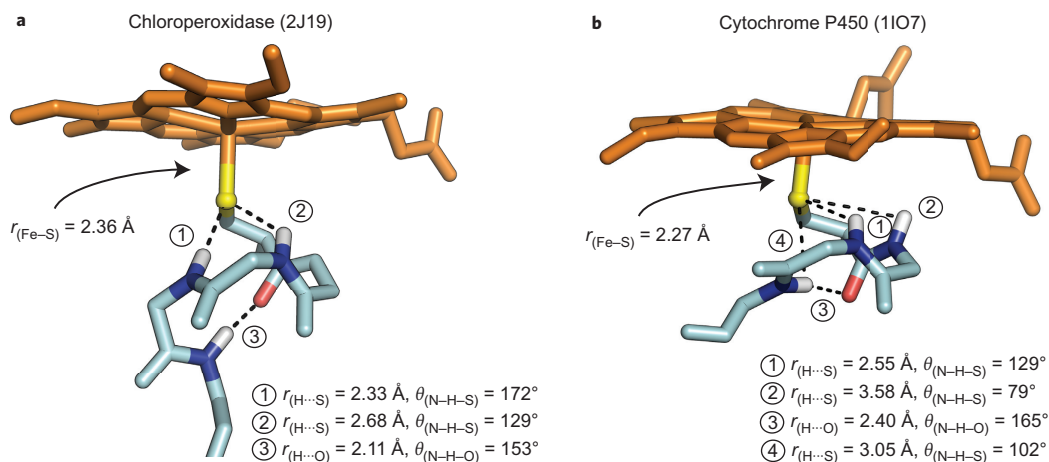 a Chloroperoxidase (2J19)
r(Fe–S) = 2.36 Å
1
2
3
1 r(H···S) = 2.33 Å, θ(N–H–S) = 172°
2 r(H···S) = 2.68 Å, θ(N–H–S) = 129°
3 r(H···O) = 2.11 Å, θ(N–H–O) = 153°
b Cytochrome P450 (1IO7)
r(Fe–S) = 2.27 Å
2
1
4
3
1 r(H···S) = 2.55 Å, θ(N–H–S) = 129°
2 r(H···S) = 3.58 Å, θ(N–H–S) = 79°
3 r(H···O) = 2.40 Å, θ(N–H–O) = 165°
4 r(H···S) = 3.05 Å, θ(N–H–S) = 102°